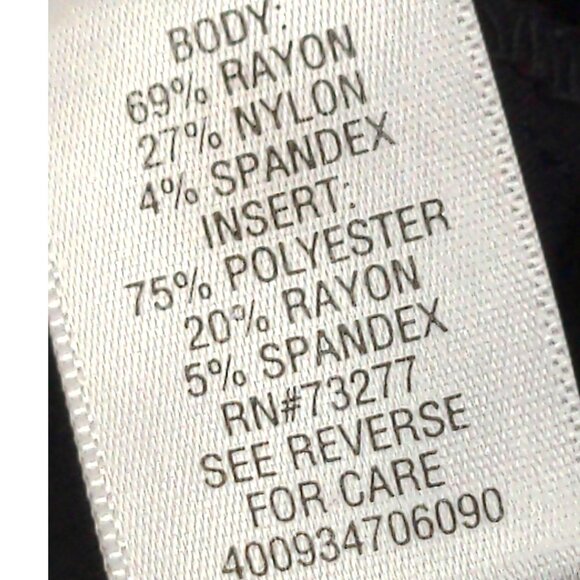 BODY:
69% RAYON
27% NYLON
4% SPANDEX
INSERT:
75% POLYESTER
20% RAYON
5% SPANDEX
RN#73277
SEE REVERSE
FOR CARE
400934706090